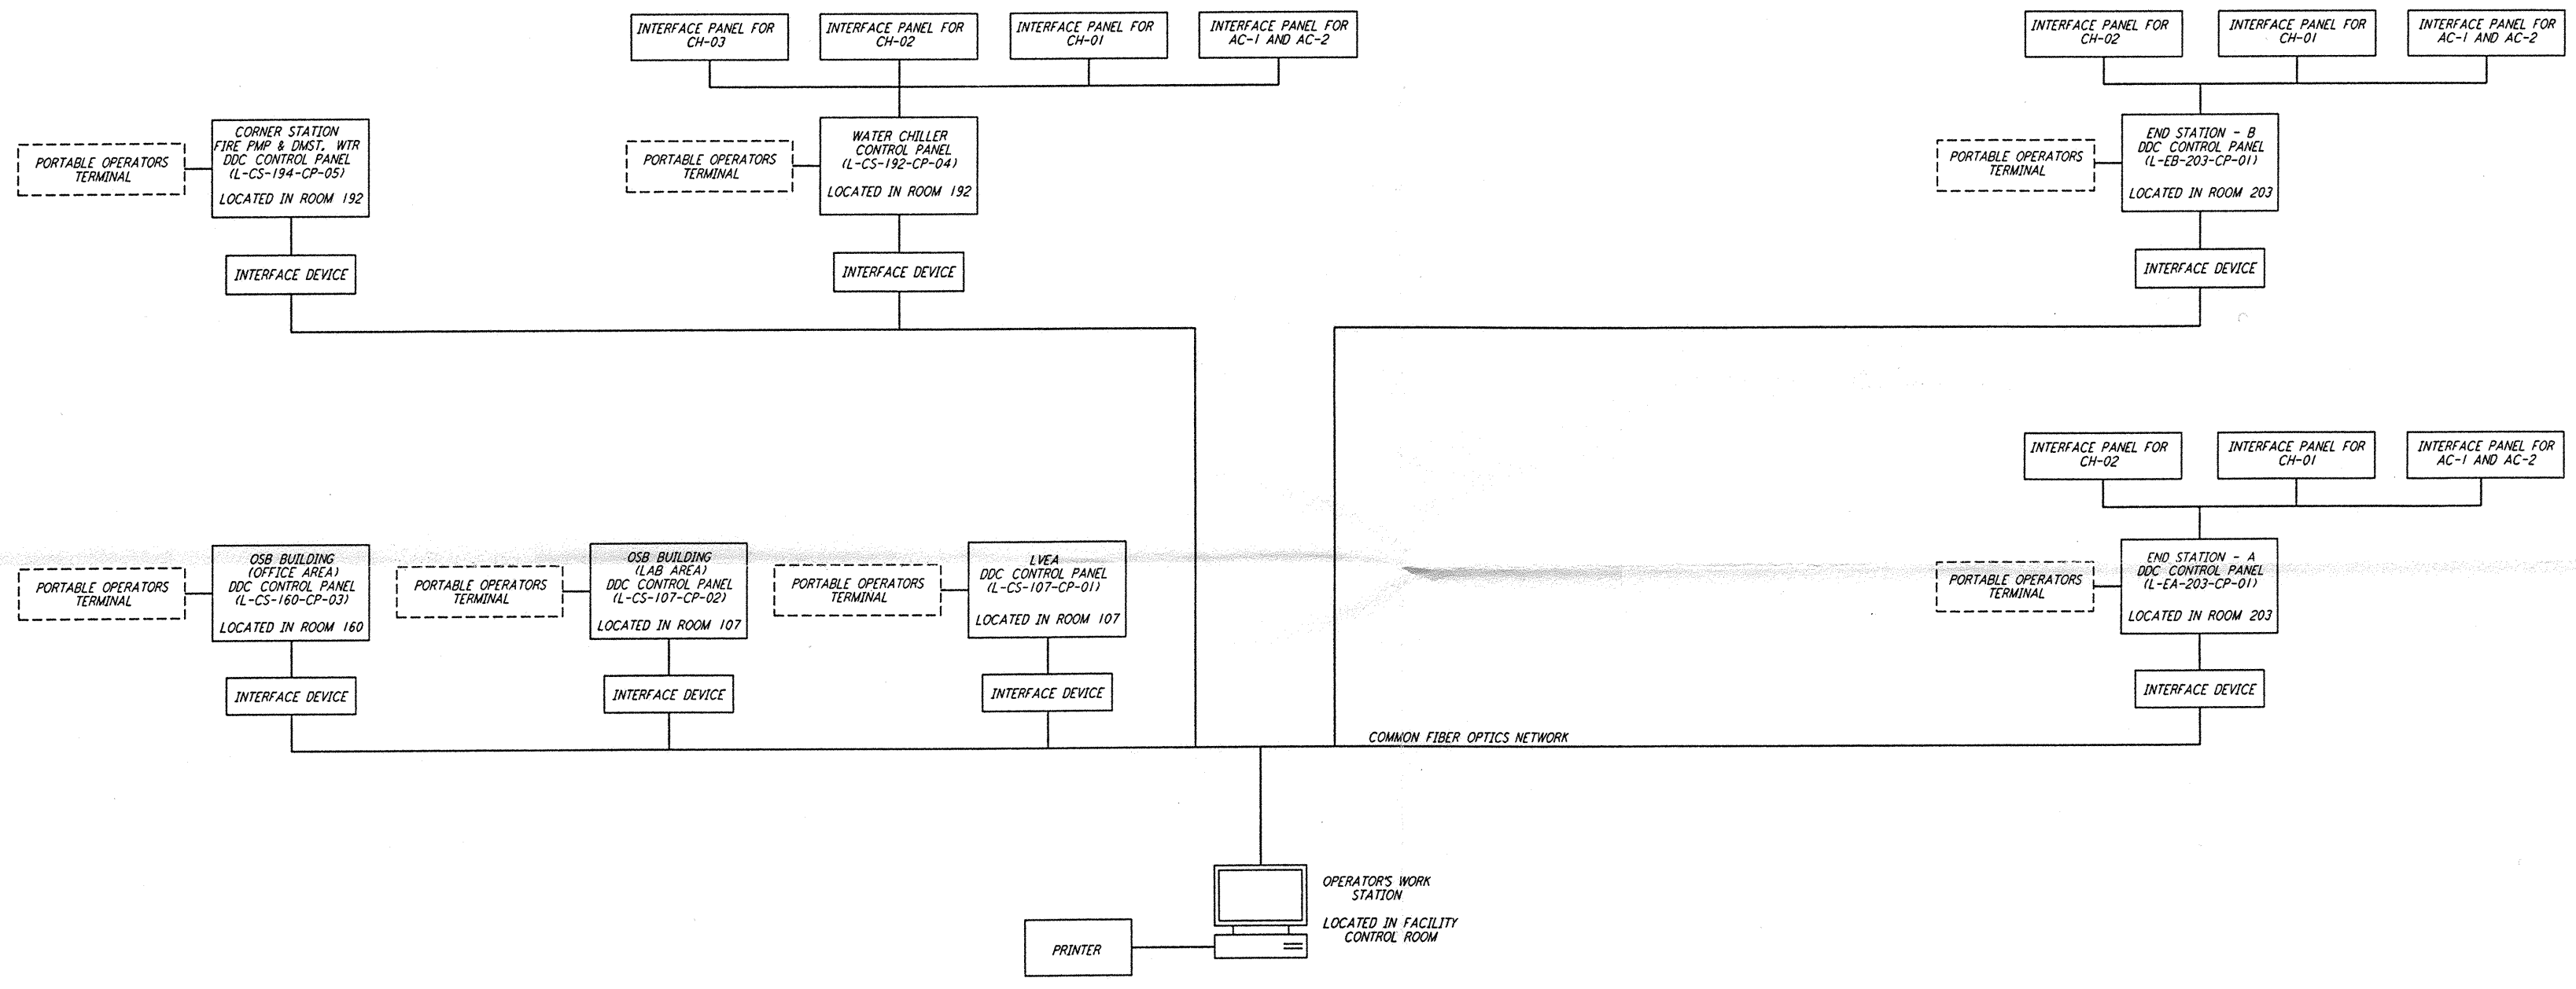 INTERFACE PANEL FOR
CH-03
INTERFACE PANEL FOR
CH-02
INTERFACE PANEL FOR
CH-01
INTERFACE PANEL FOR
AC-1 AND AC-2
INTERFACE PANEL FOR
CH-02
INTERFACE PANEL FOR
CH-01
INTERFACE PANEL FOR
AC-1 AND AC-2
PORTABLE OPERATORS
TERMINAL
CORNER STATION
FIRE PMP & DMST. WTR
DDC CONTROL PANEL
(L-CS-194-CP-05)
LOCATED IN ROOM 192
PORTABLE OPERATORS
TERMINAL
WATER CHILLER
CONTROL PANEL
(L-CS-192-CP-04)
LOCATED IN ROOM 192
PORTABLE OPERATORS
TERMINAL
END STATION - B
DDC CONTROL PANEL
(L-EB-203-CP-01)
LOCATED IN ROOM 203
INTERFACE DEVICE
INTERFACE DEVICE
INTERFACE DEVICE
INTERFACE PANEL FOR
CH-02
INTERFACE PANEL FOR
CH-01
INTERFACE PANEL FOR
AC-1 AND AC-2
PORTABLE OPERATORS
TERMINAL
OSB BUILDING
(OFFICE AREA)
DDC CONTROL PANEL
(L-CS-160-CP-03)
LOCATED IN ROOM 160
PORTABLE OPERATORS
TERMINAL
OSB BUILDING
(LAB AREA)
DDC CONTROL PANEL
(L-CS-107-CP-02)
LOCATED IN ROOM 107
PORTABLE OPERATORS
TERMINAL
LVEA
DDC CONTROL PANEL
(L-CS-107-CP-01)
LOCATED IN ROOM 107
PORTABLE OPERATORS
TERMINAL
END STATION - A
DDC CONTROL PANEL
(L-EA-203-CP-01)
LOCATED IN ROOM 203
INTERFACE DEVICE
INTERFACE DEVICE
INTERFACE DEVICE
INTERFACE DEVICE
COMMON FIBER OPTICS NETWORK
OPERATOR'S WORK
STATION
LOCATED IN FACILITY
CONTROL ROOM
PRINTER